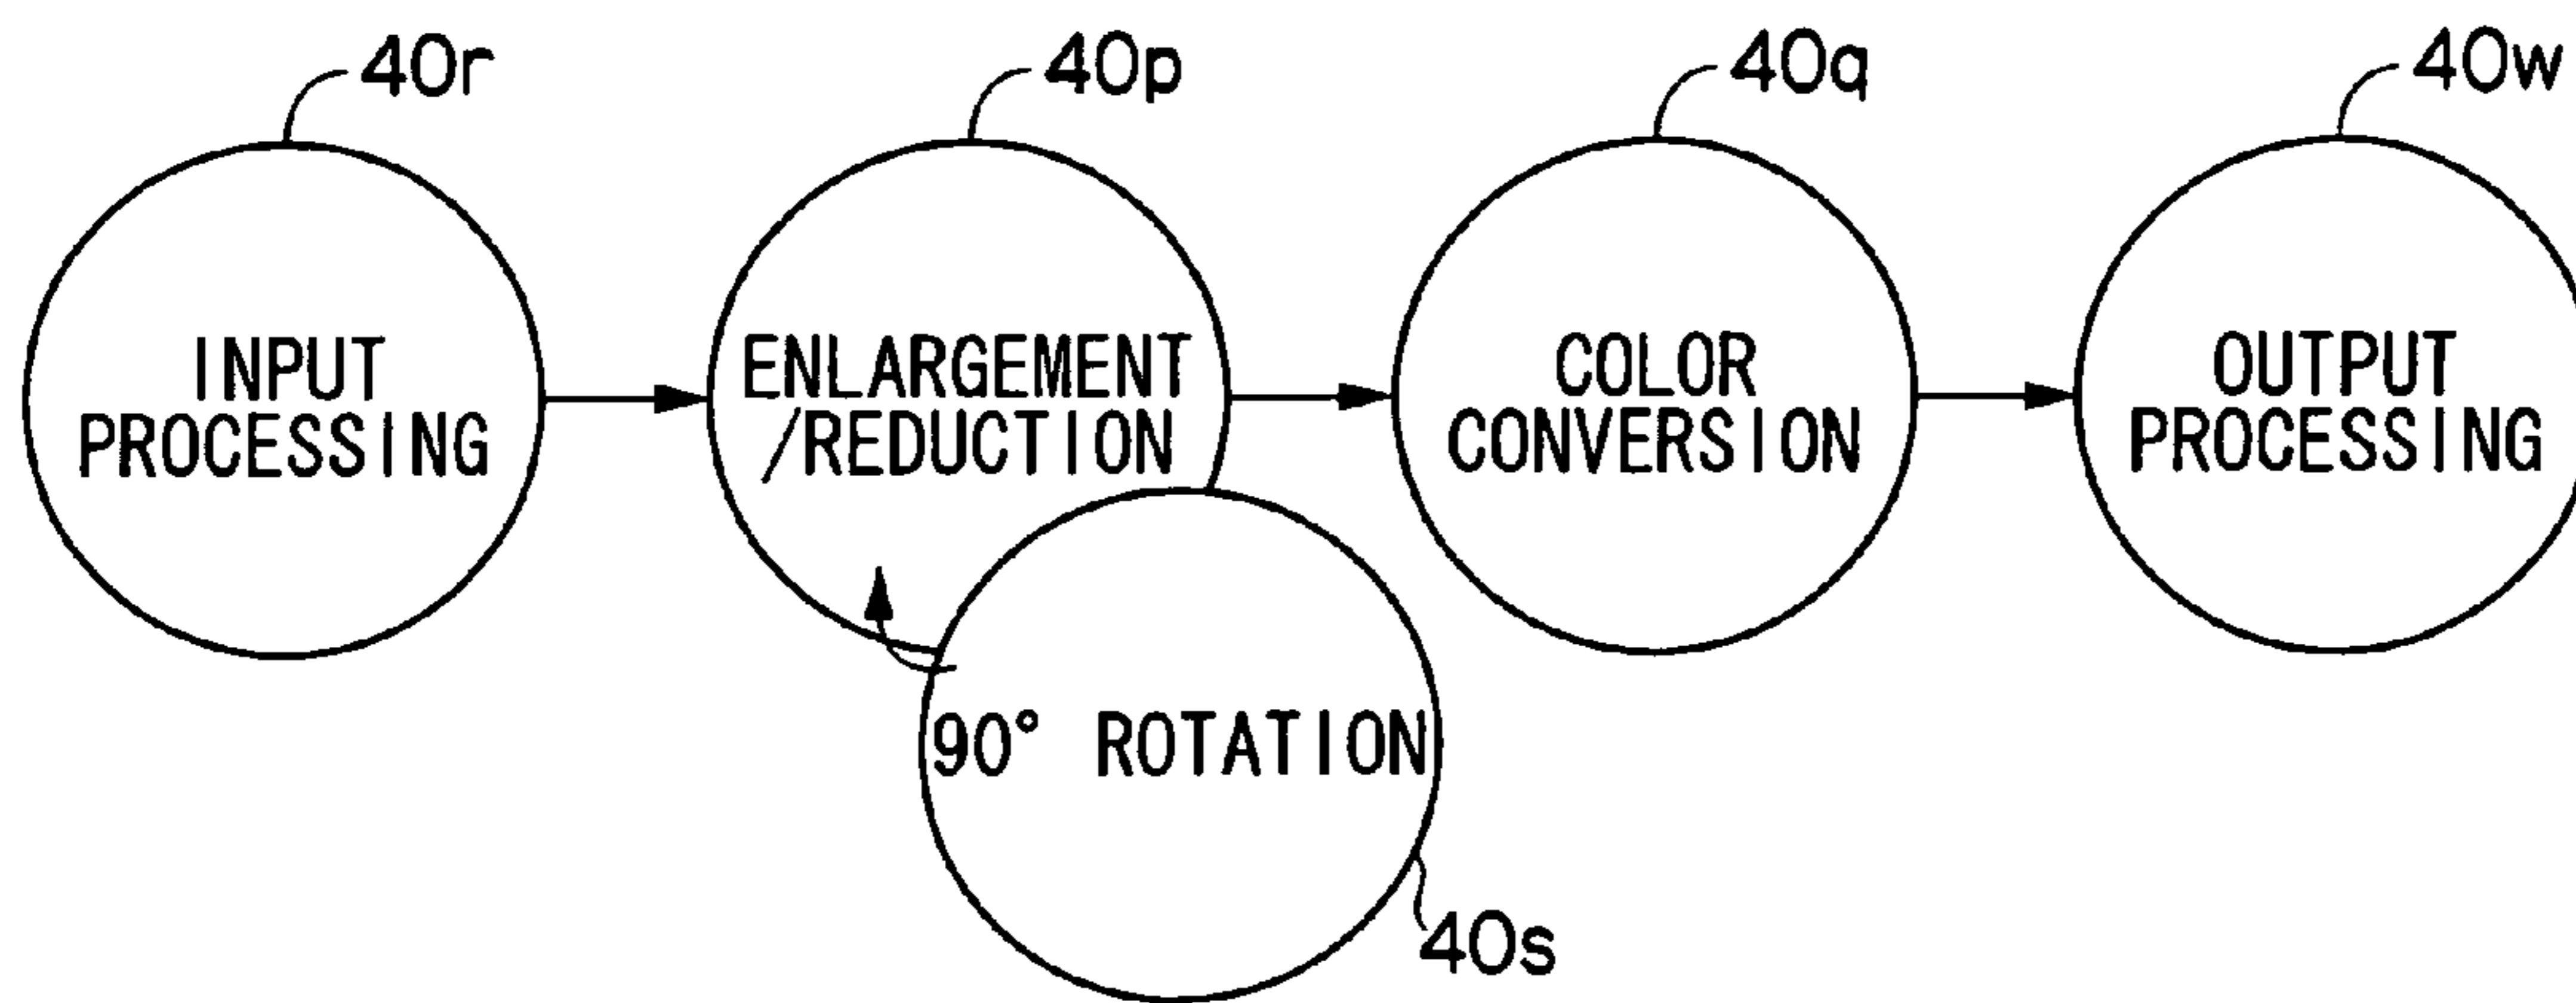 40r
40p
40q
40w
INPUT
PROCESSING
ENLARGEMENT
/REDUCTION
COLOR
CONVERSION
OUTPUT
PROCESSING
90° ROTATION
40s